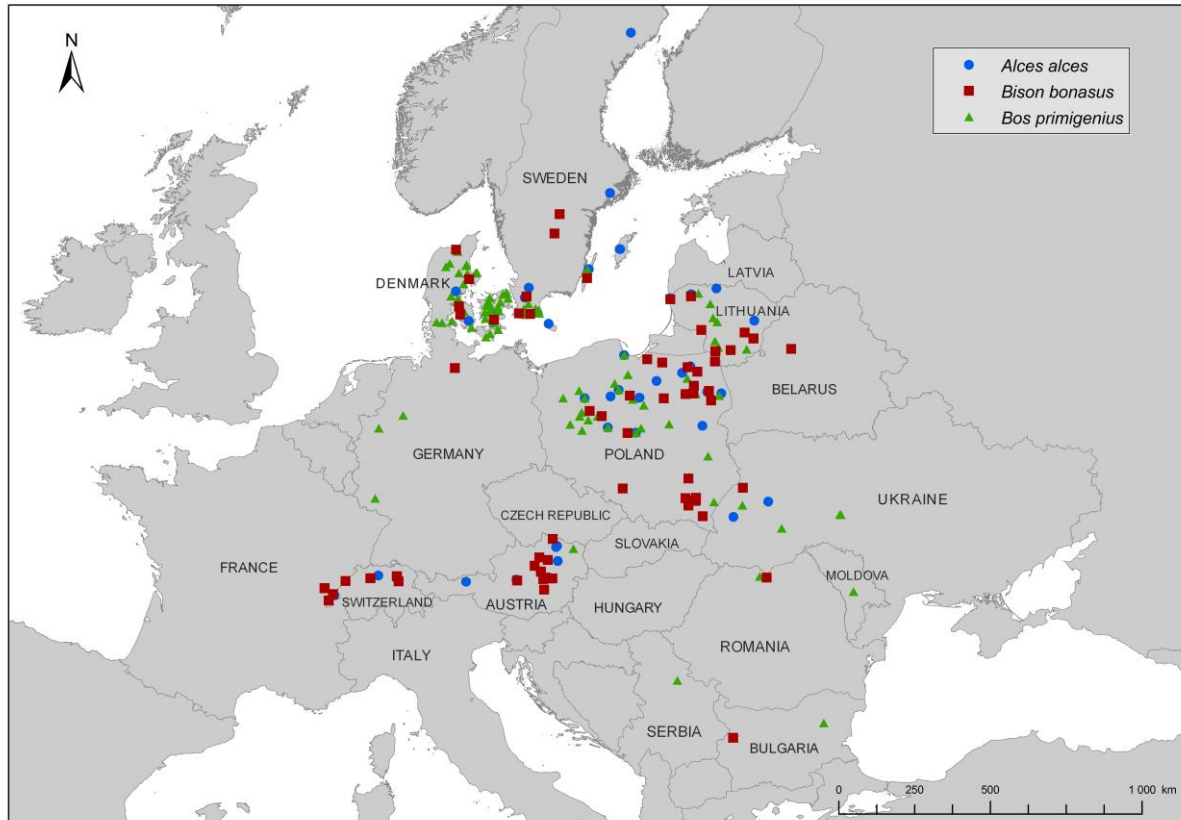 N
Alces alces
Bison bonasus
Bos primigenius
SWEDEN
DENMARK
LATVIA
LITHUANIA
BELARUS
GERMANY
POLAND
UKRAINE
CZECH REPUBLIC
SLOVAKIA
FRANCE
MOLDOVA
SWITZERLAND
AUSTRIA
HUNGARY
ROMANIA
ITALY
SERBIA
BULGARIA
0 250 500 1 000 km